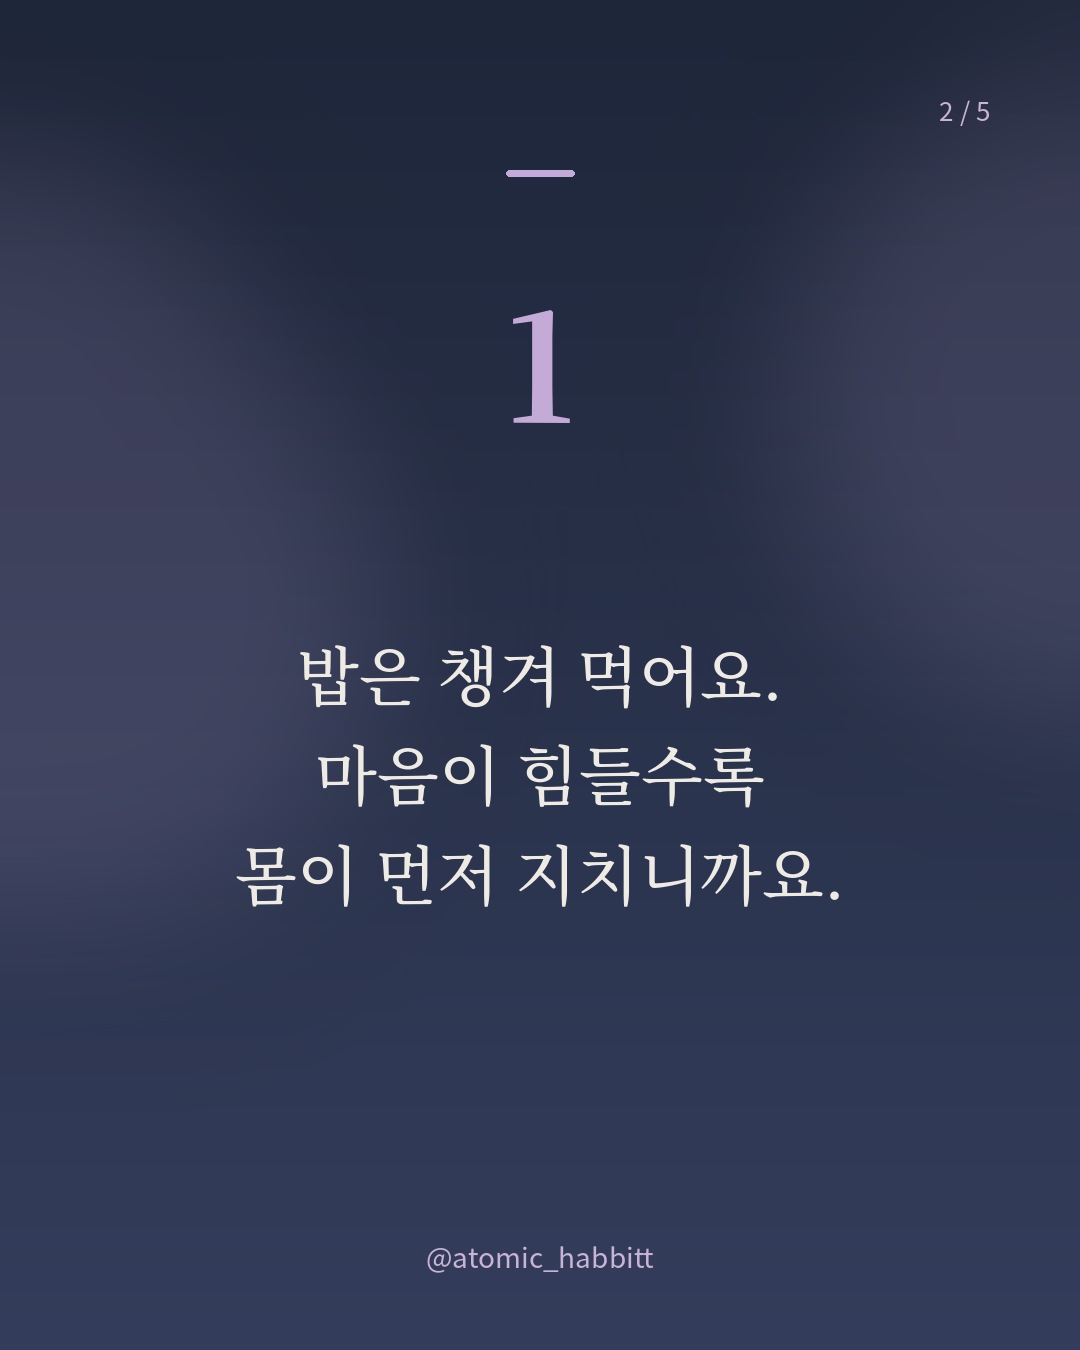 2 / 5
1
밥은 챙겨 먹어요.
마음이 힘들수록
몸이 먼저 지치니까요.
@atomic_habbitt